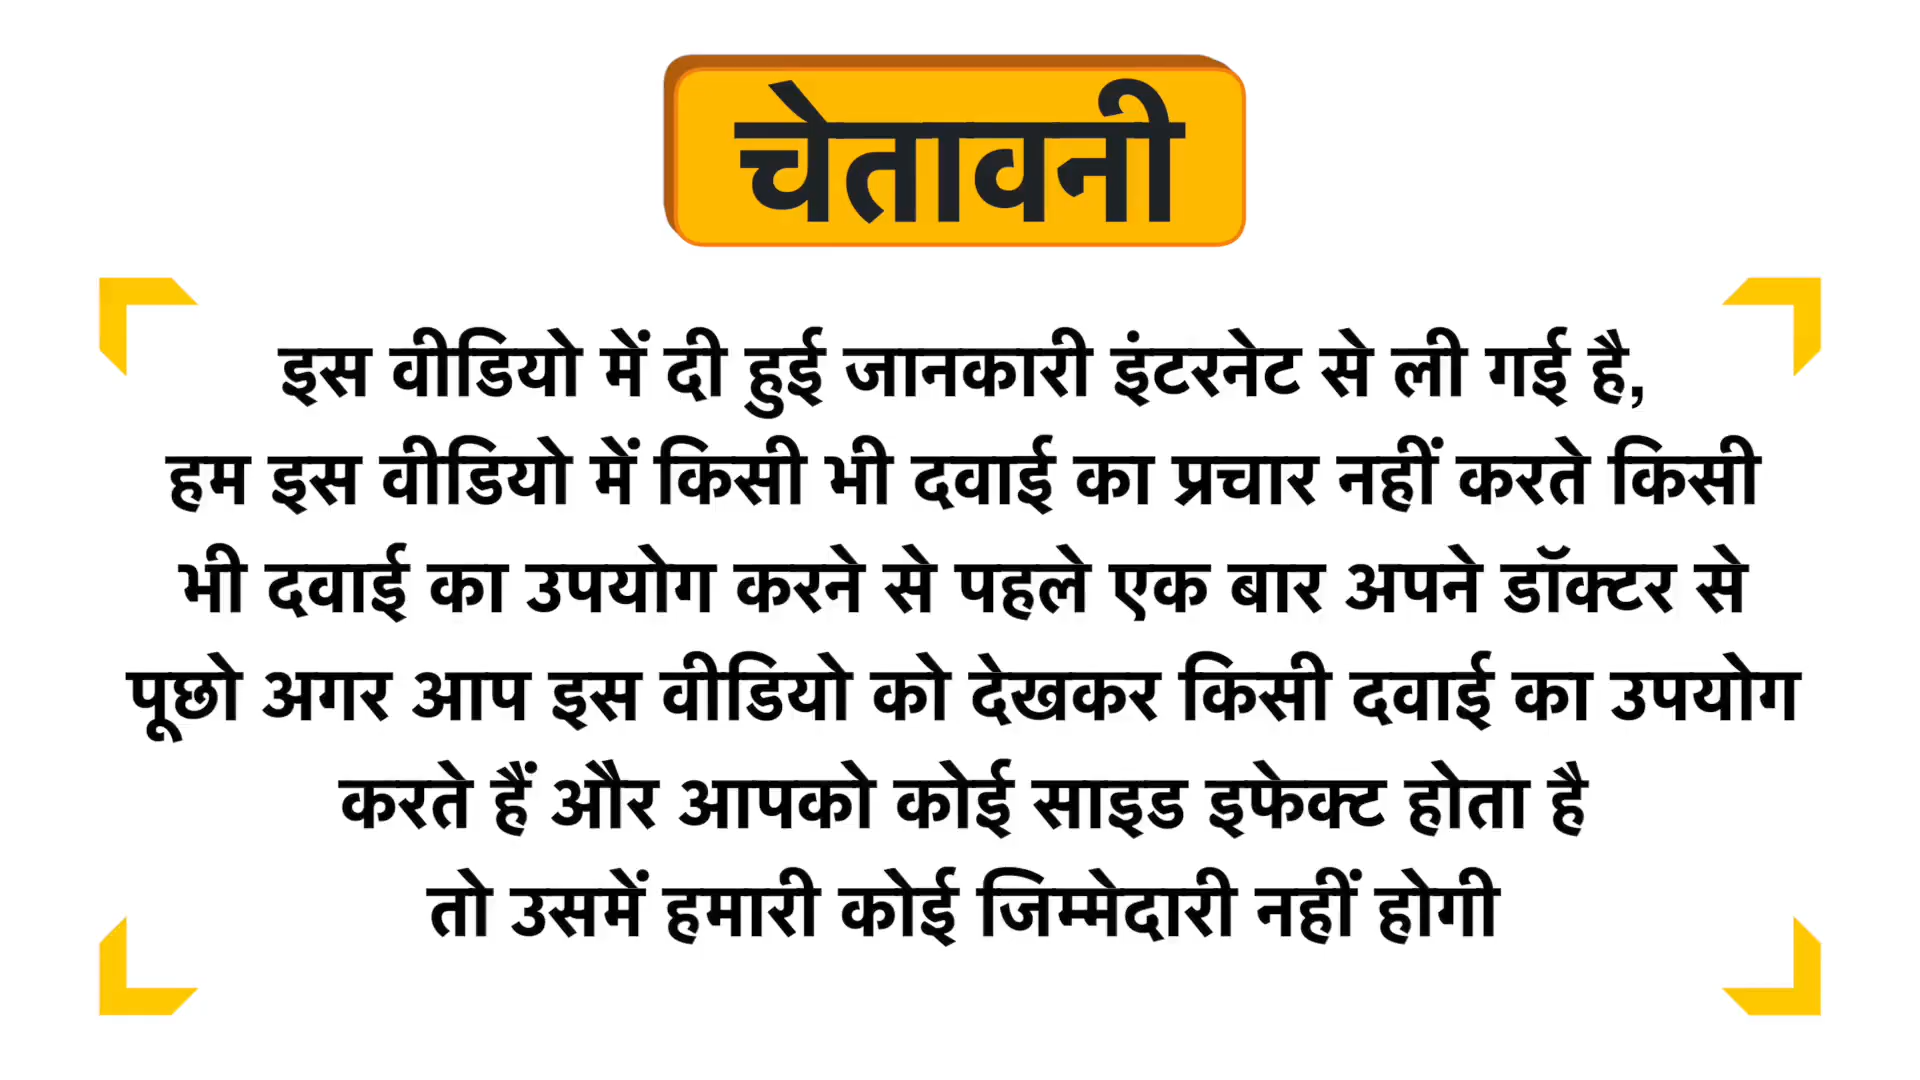 चेतावनी
इस वीडियो में दी हुई जानकारी इंटरनेट से ली गई है,
हम इस वीडियो में किसी भी दवाई का प्रचार नहीं करते किसी
भी दवाई का उपयोग करने से पहले एक बार अपने डॉक्टर से
पूछो अगर आप इस वीडियो को देखकर किसी दवाई का उपयोग
करते हैं और आपको कोई साइड इफेक्ट होता है
तो उसमें हमारी कोई जिम्मेदारी नहीं होगी